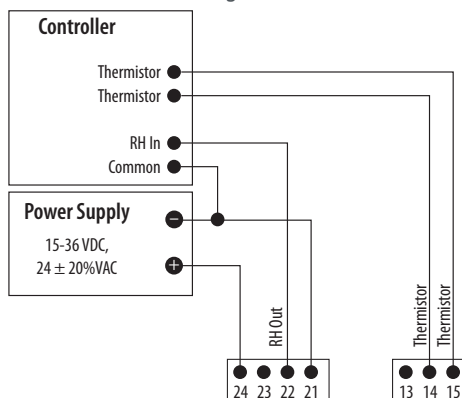 Controller
Thermistor
Thermistor
RH In
Common
Power Supply
−
15-36 VDC,
24 ± 20%VAC
+
RH Out
Thermistor
Thermistor
24 23 22 21
13 14 15